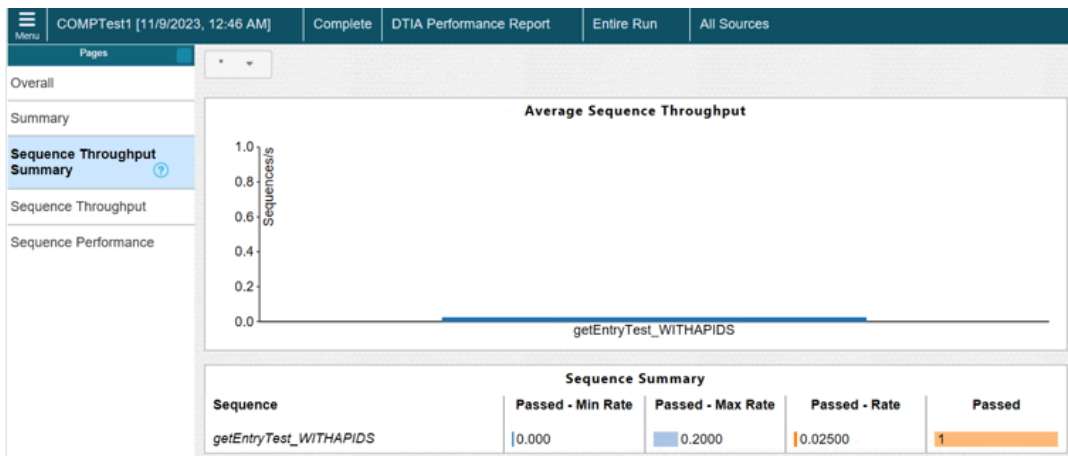 Menu
COMPTest1 [11/9/2023, 12:46 AM]
Complete
DTIA Performance Report
Entire Run
All Sources
Pages
Overall
Summary
Sequence Throughput
Summary ?
Sequence Throughput
Sequence Performance
*
Average Sequence Throughput
Sequences/s
1.0
0.8
0.6
0.4
0.2
0.0
getEntryTest_WITHAPIDS
Sequence Summary
Sequence Passed - Min Rate Passed - Max Rate Passed - Rate Passed
getEntryTest_WITHAPIDS 0.000 0.2000 0.02500 1